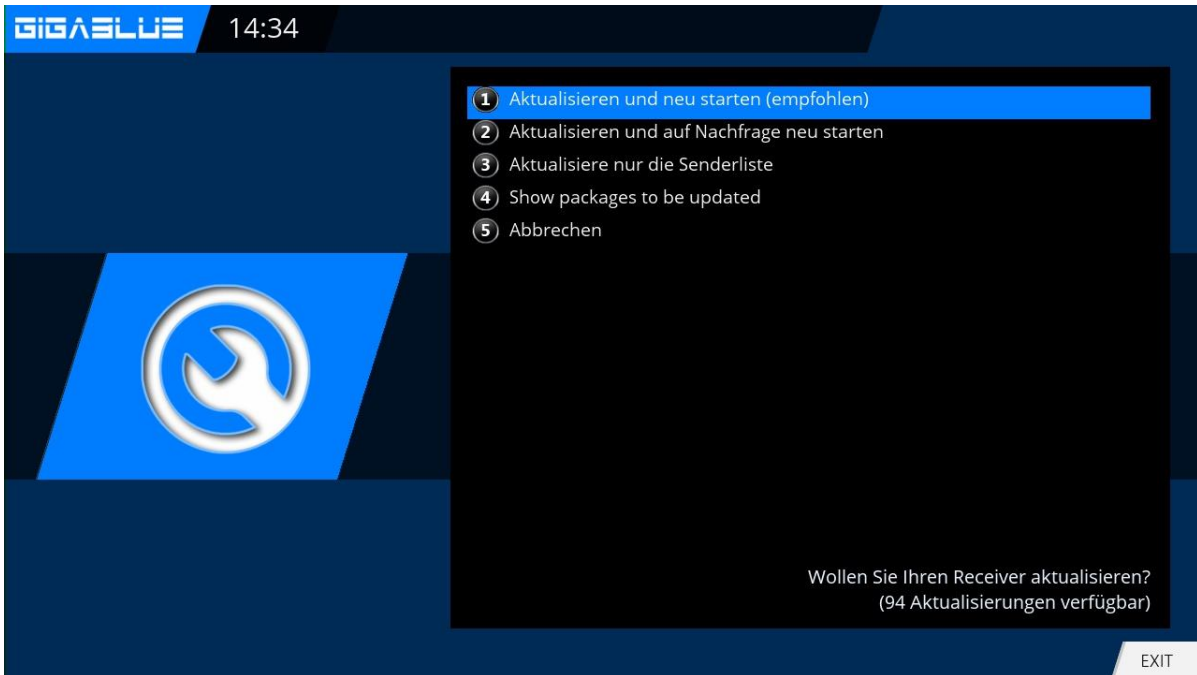 GIGABLUE 14:34
1 Aktualisieren und neu starten (empfohlen)
2 Aktualisieren und auf Nachfrage neu starten
3 Aktualisiere nur die Senderliste
4 Show packages to be updated
5 Abbrechen
Wollen Sie Ihren Receiver aktualisieren?
(94 Aktualisierungen verfügbar)
EXIT